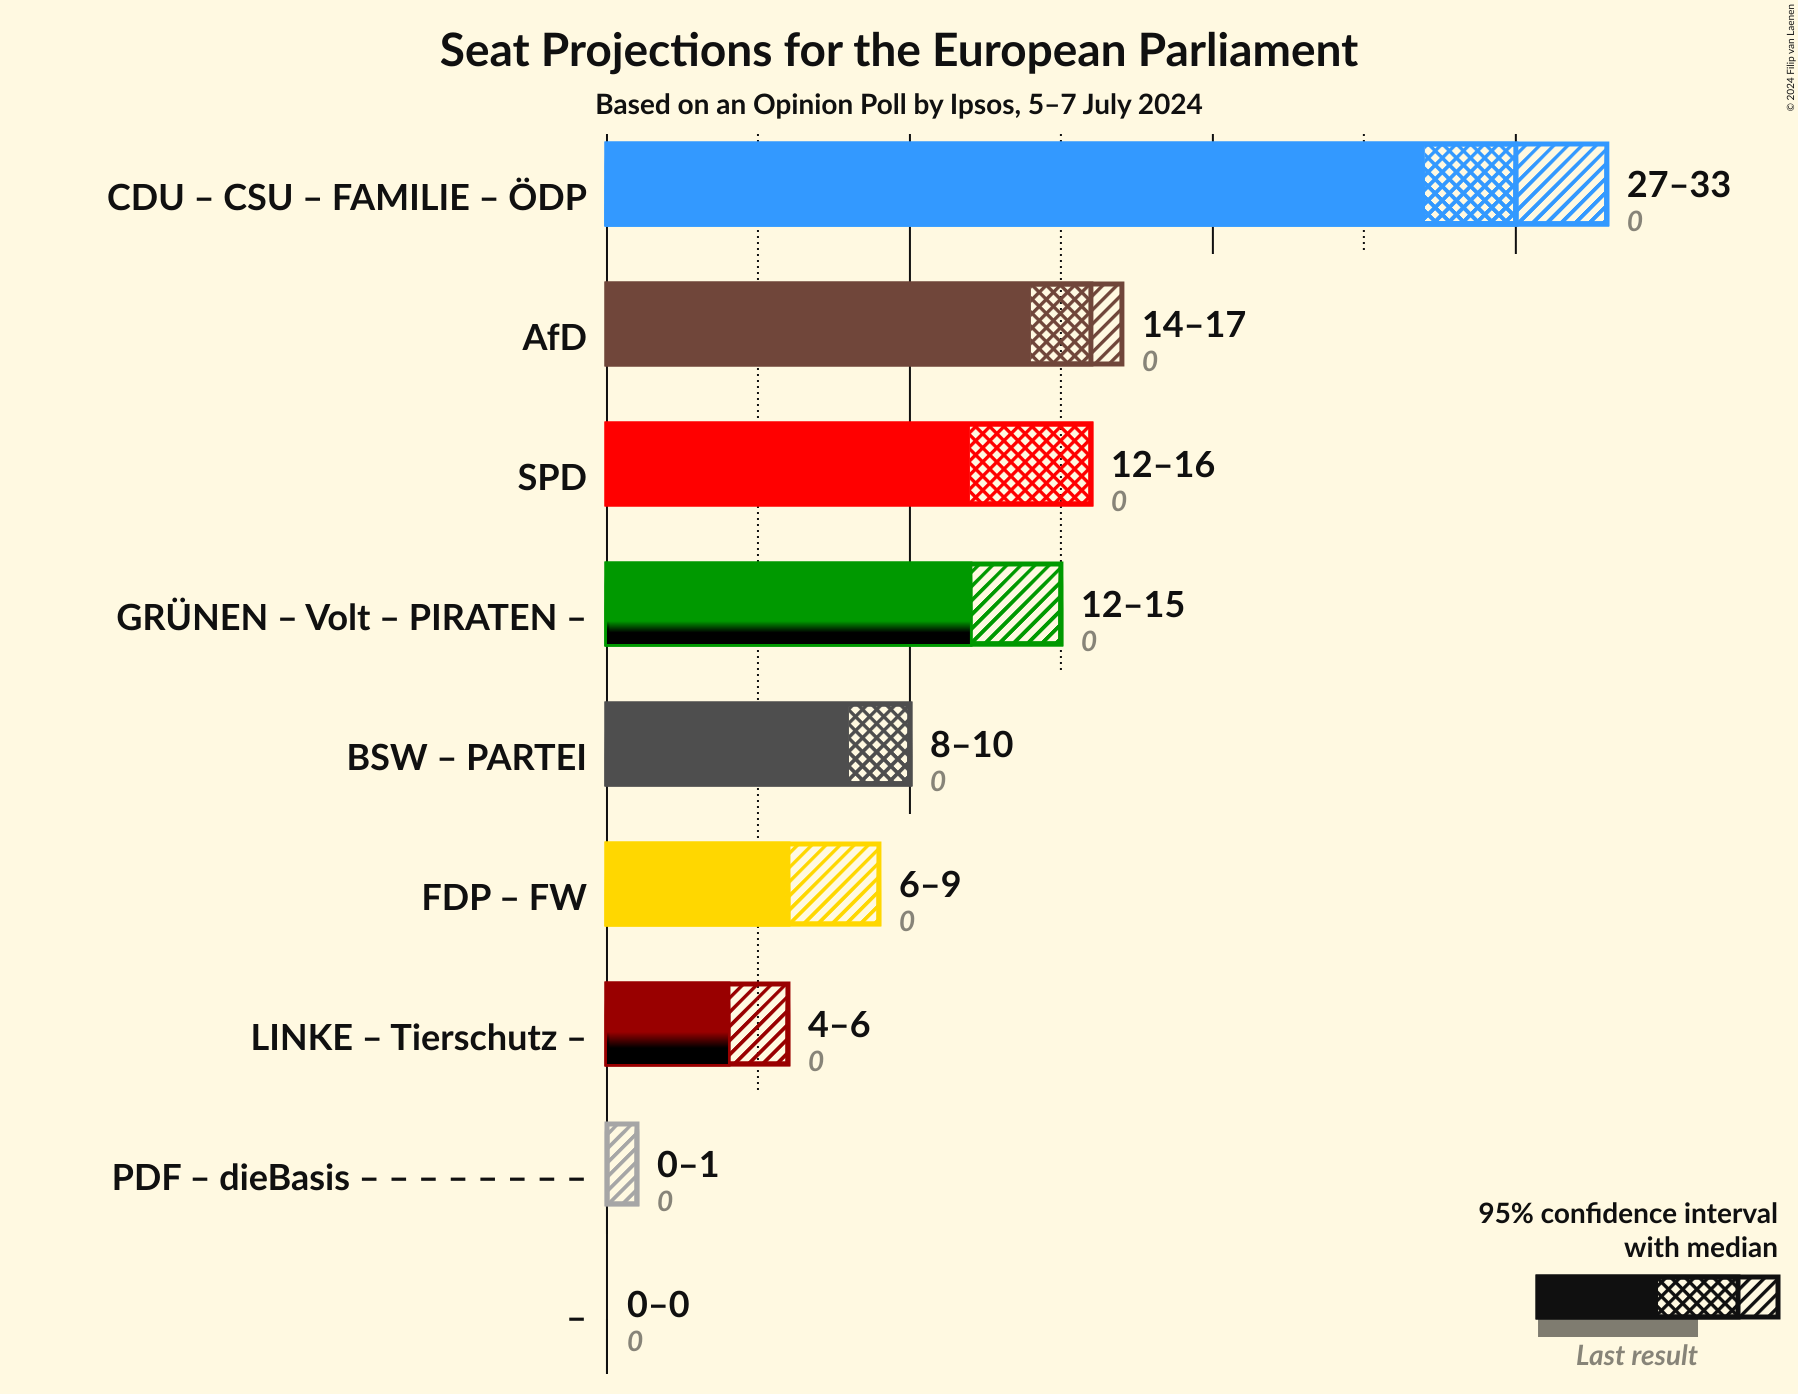 Seat Projections for the European Parliament
Based on an Opinion Poll by Ipsos, 5–7 July 2024
© 2024 Filip van Laenen
CDU – CSU – FAMILIE – ÖDP
27–33
0
AfD
14–17
0
SPD
12–16
0
GRÜNEN – Volt – PIRATEN –
12–15
0
BSW – PARTEI
8–10
0
FDP – FW
6–9
0
LINKE – Tierschutz –
4–6
0
PDF – dieBasis – – – – – – – –
0–1
0
–
0–0
0
95% confidence interval
with median
Last result